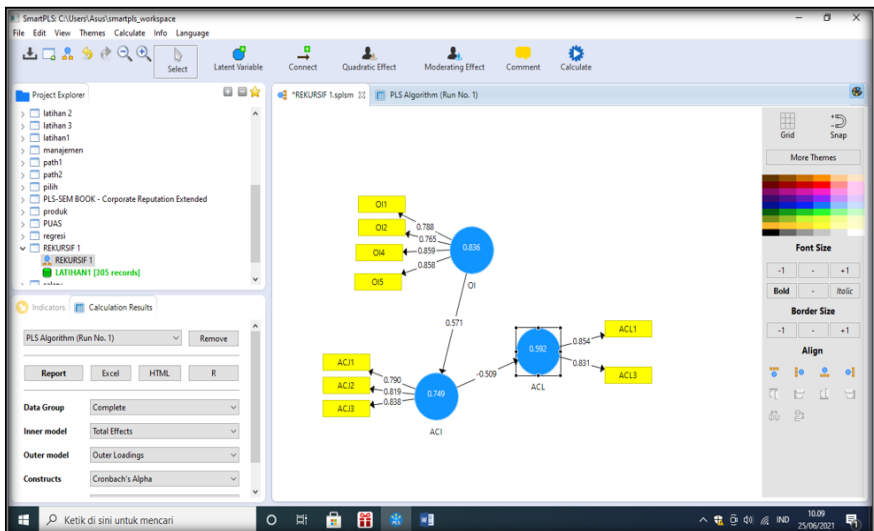 SmartPLS: C:\Users\Asus\smartpls_workspace
File Edit View Themes Calculate Info Language
Select
Latent Variable
Connect
Quadratic Effect
Moderating Effect
Comment
Calculate
Project Explorer
latihan 2
latihan 3
latihan1
manajemen
path1
path2
pilih
PLS-SEM BOOK - Corporate Reputation Extended
produk
PUAS
regresi
REKURSIF 1
REKURSIF 1
LATIHAN1 [305 records]
Indicators
Calculation Results
PLS Algorithm (Run No. 1)
Remove
Report
Excel
HTML
R
Data Group
Complete
Inner model
Total Effects
Outer model
Outer Loadings
Constructs
Cronbach's Alpha
*REKURSIF 1.splsm
PLS Algorithm (Run No. 1)
OI1
OI2
OI4
OI5
0.788
0.765
0.859
0.858
0.836
OI
0.571
ACJ1
ACJ2
ACJ3
0.790
0.819
0.838
0.749
ACI
-0.509
0.592
ACL
0.854
0.831
ACL1
ACL3
Grid
Snap
More Themes
Font Size
-1
-
+1
Bold
-
Italic
Border Size
-1
-
+1
Align
Ketik di sini untuk mencari
IND
10.09
25/06/2021